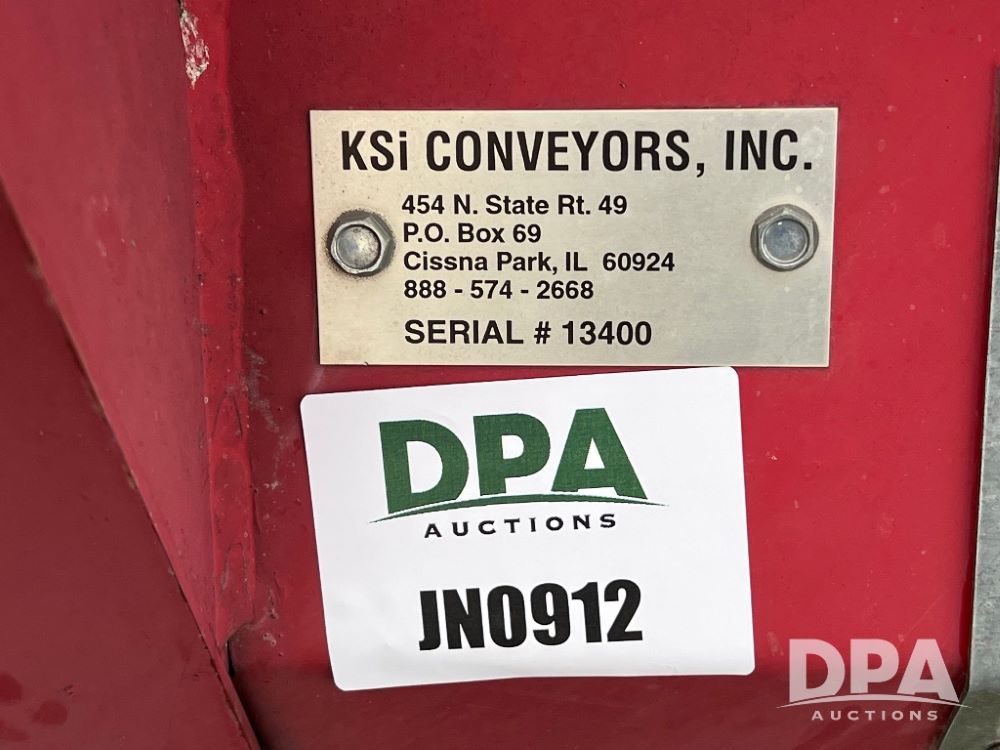 KSi CONVEYORS, INC.
454 N. State Rt. 49
P.O. Box 69
Cissna Park, IL 60924
888 - 574 - 2668
SERIAL # 13400
DPA
AUCTIONS
JN0912
DPA
AUCTIONS